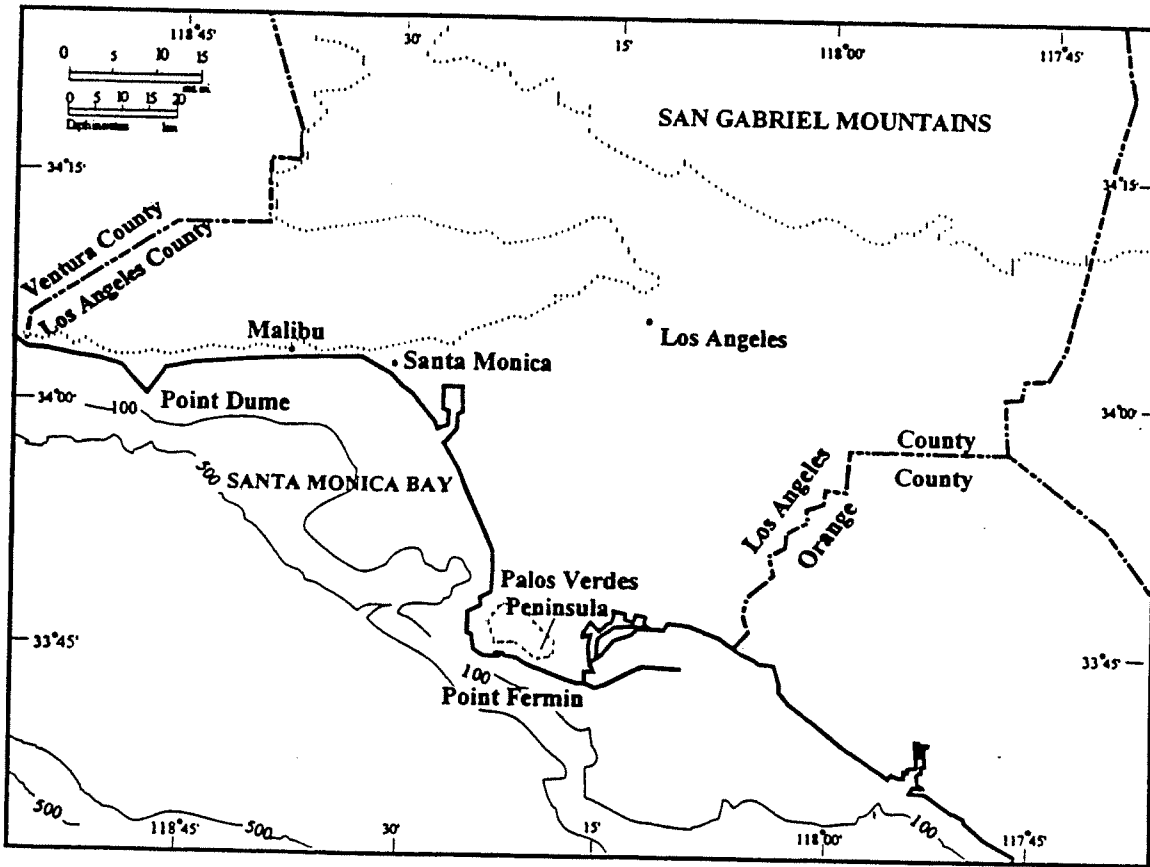 118°45'
30'
15'
118°00'
117°45'
0 5 10 15
0 5 10 15 20
km
SAN GABRIEL MOUNTAINS
34°15'
34°15'
Ventura County
Los Angeles County
Malibu
Santa Monica
Los Angeles
34°00'
100
Point Dume
34°00'
500
SANTA MONICA BAY
County
County
Los Angeles
Orange
Palos Verdes
Peninsula
33°45'
33°45'
100
Point Fermin
500
500
100
118°45'
30'
15'
118°00'
117°45'